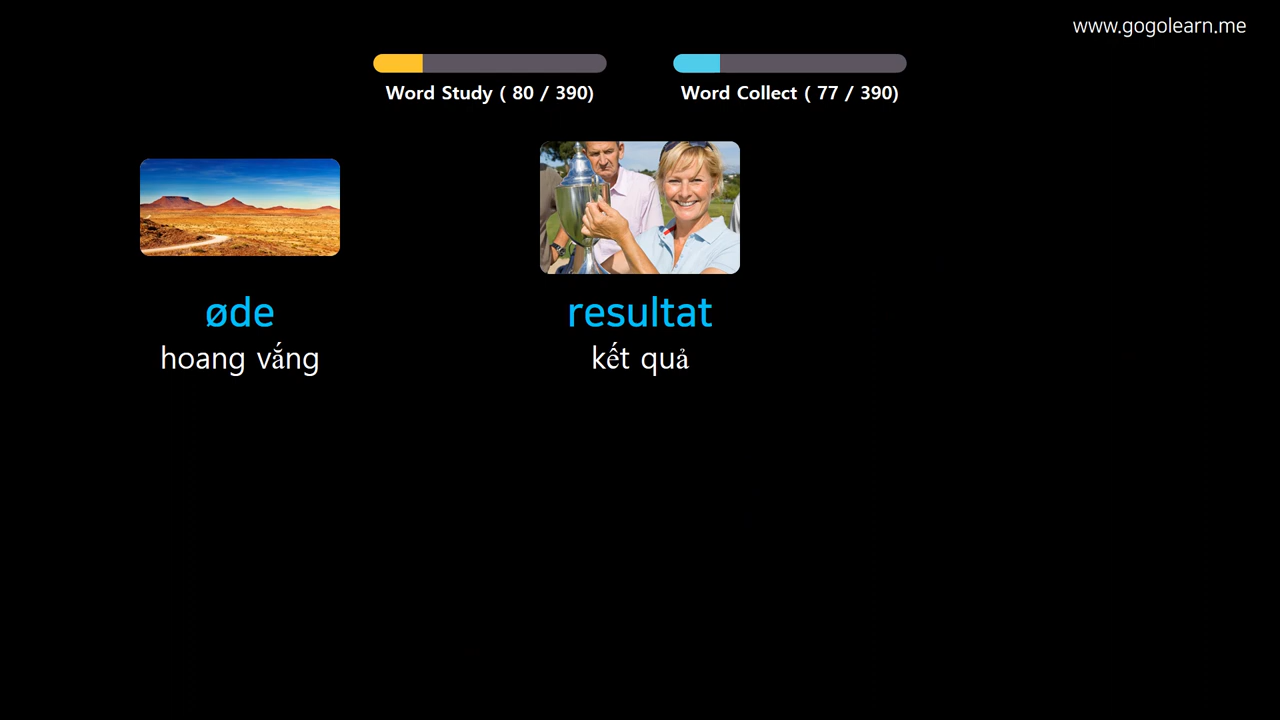 www.gogolearn.me
Word Study ( 80 / 390)
Word Collect ( 77 / 390)
øde
hoang vắng
resultat
kết quả